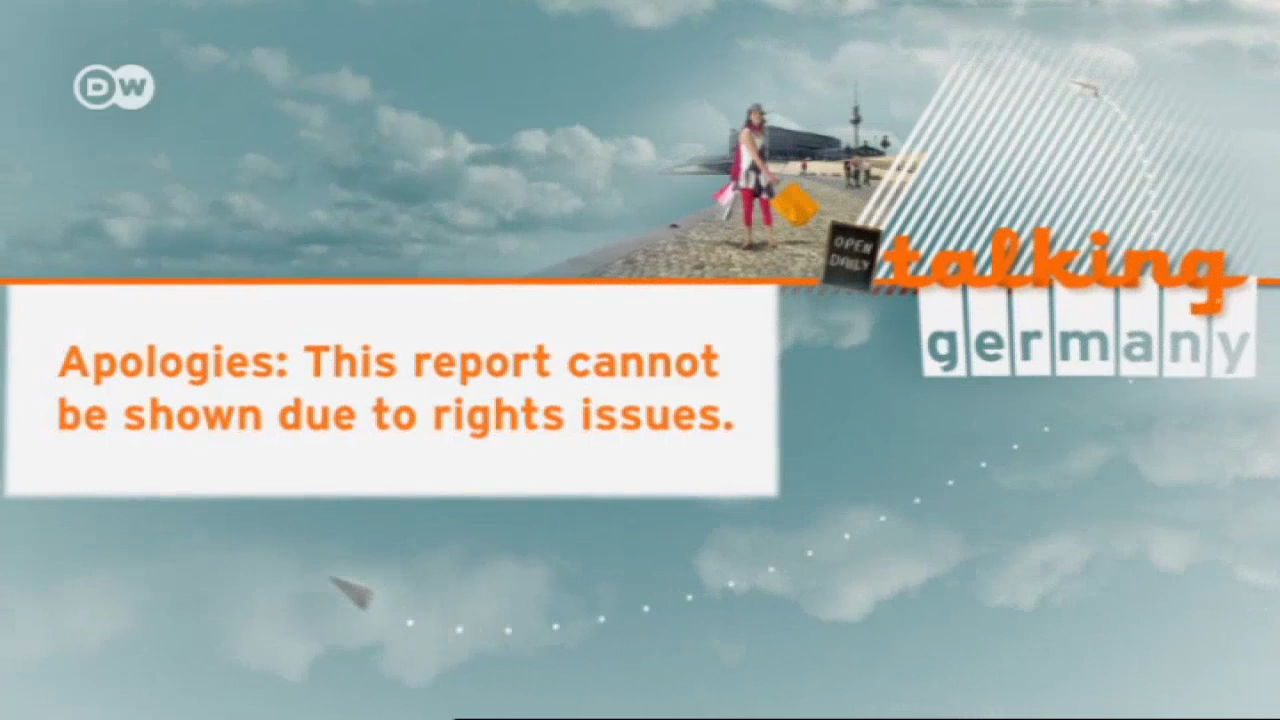 DW
OPEN
DAILY
talking
germany
Apologies: This report cannot
be shown due to rights issues.